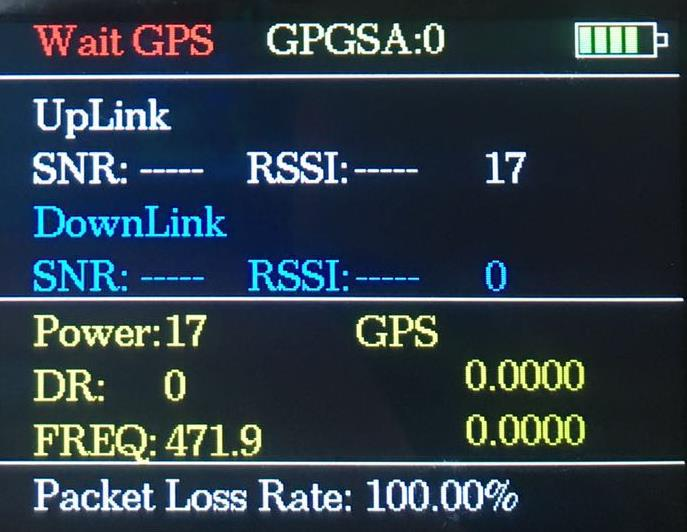 Wait GPS GPGSA:0
UpLink
SNR: ----- RSSI:----- 17
DownLink
SNR: ----- RSSI:----- 0
Power:17 GPS
DR: 0 0.0000
FREQ:471.9 0.0000
Packet Loss Rate: 100.00%